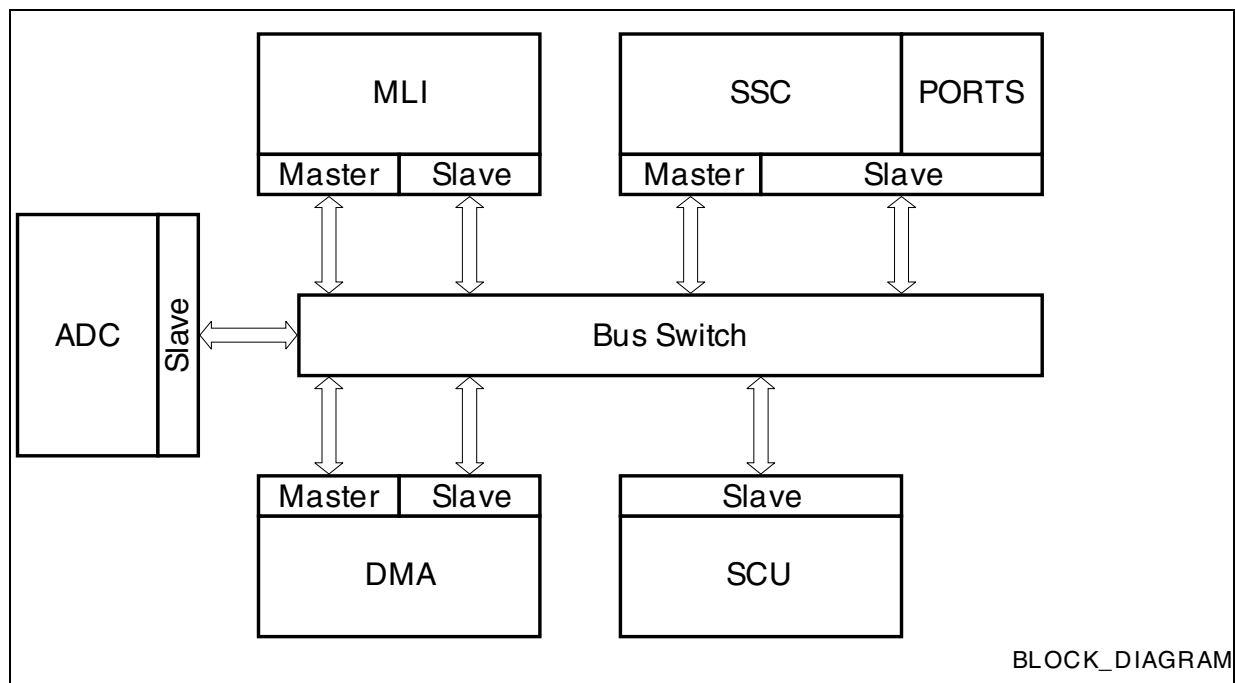 MLI
SSC
PORTS
Master
Slave
Master
Slave
ADC
Slave
Bus Switch
Master
Slave
Slave
DMA
SCU
BLOCK_DIAGRAM